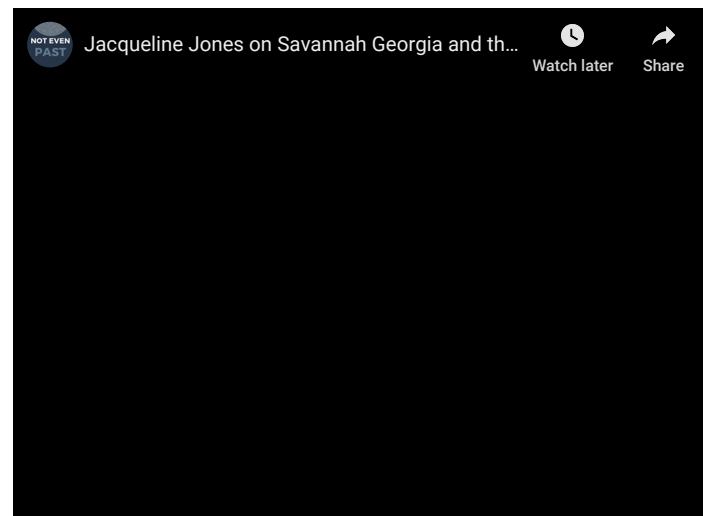 NOT EVEN
PAST
Jacqueline Jones on Savannah Georgia and th...
Watch later
Share